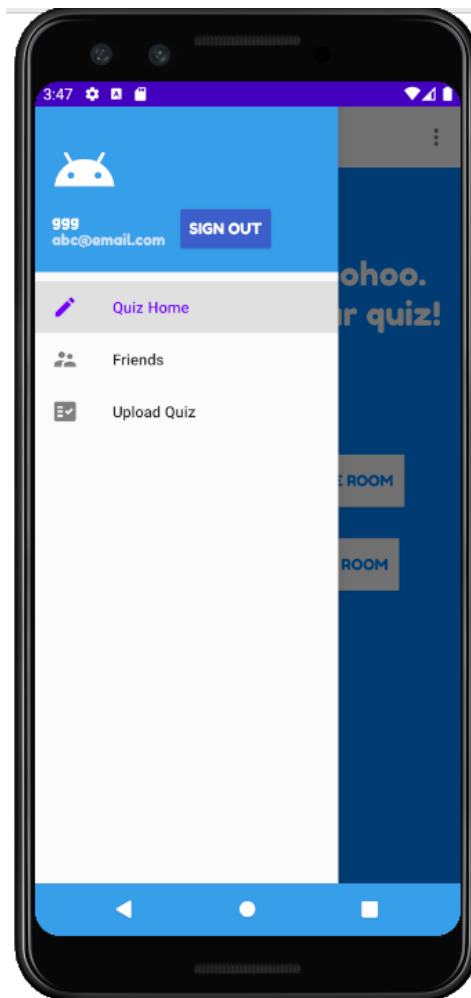 3:47
ggg
abc@email.com
SIGN OUT
ohoo.
r quiz!
Quiz Home
Friends
Upload Quiz
E ROOM
ROOM